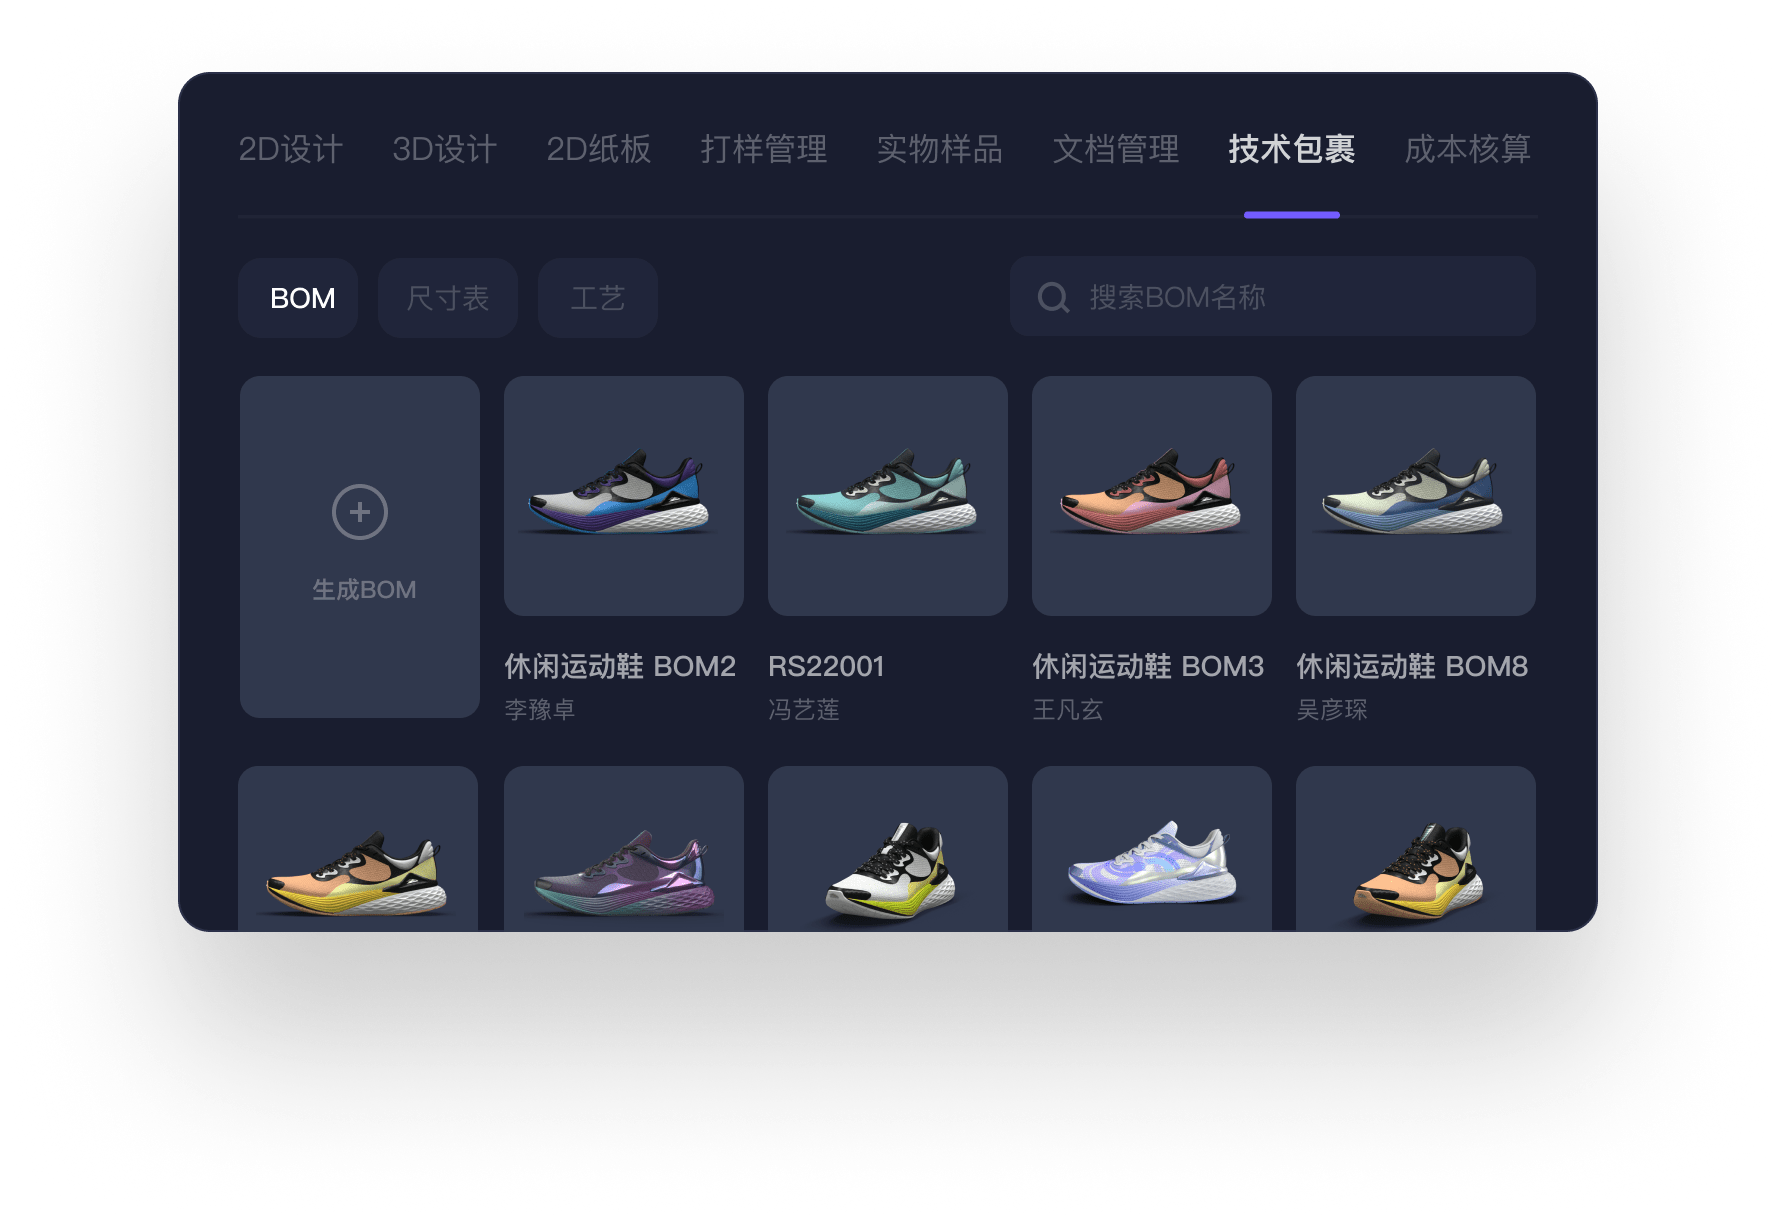 2D设计 3D设计 2D纸板 打样管理 实物样品 文档管理 技术包裹 成本核算
BOM 尺寸表 工艺 搜索BOM名称
生成BOM
休闲运动鞋 BOM2 RS22001 休闲运动鞋 BOM3 休闲运动鞋 BOM8
李豫卓 冯艺莲 王凡玄 吴彦琛